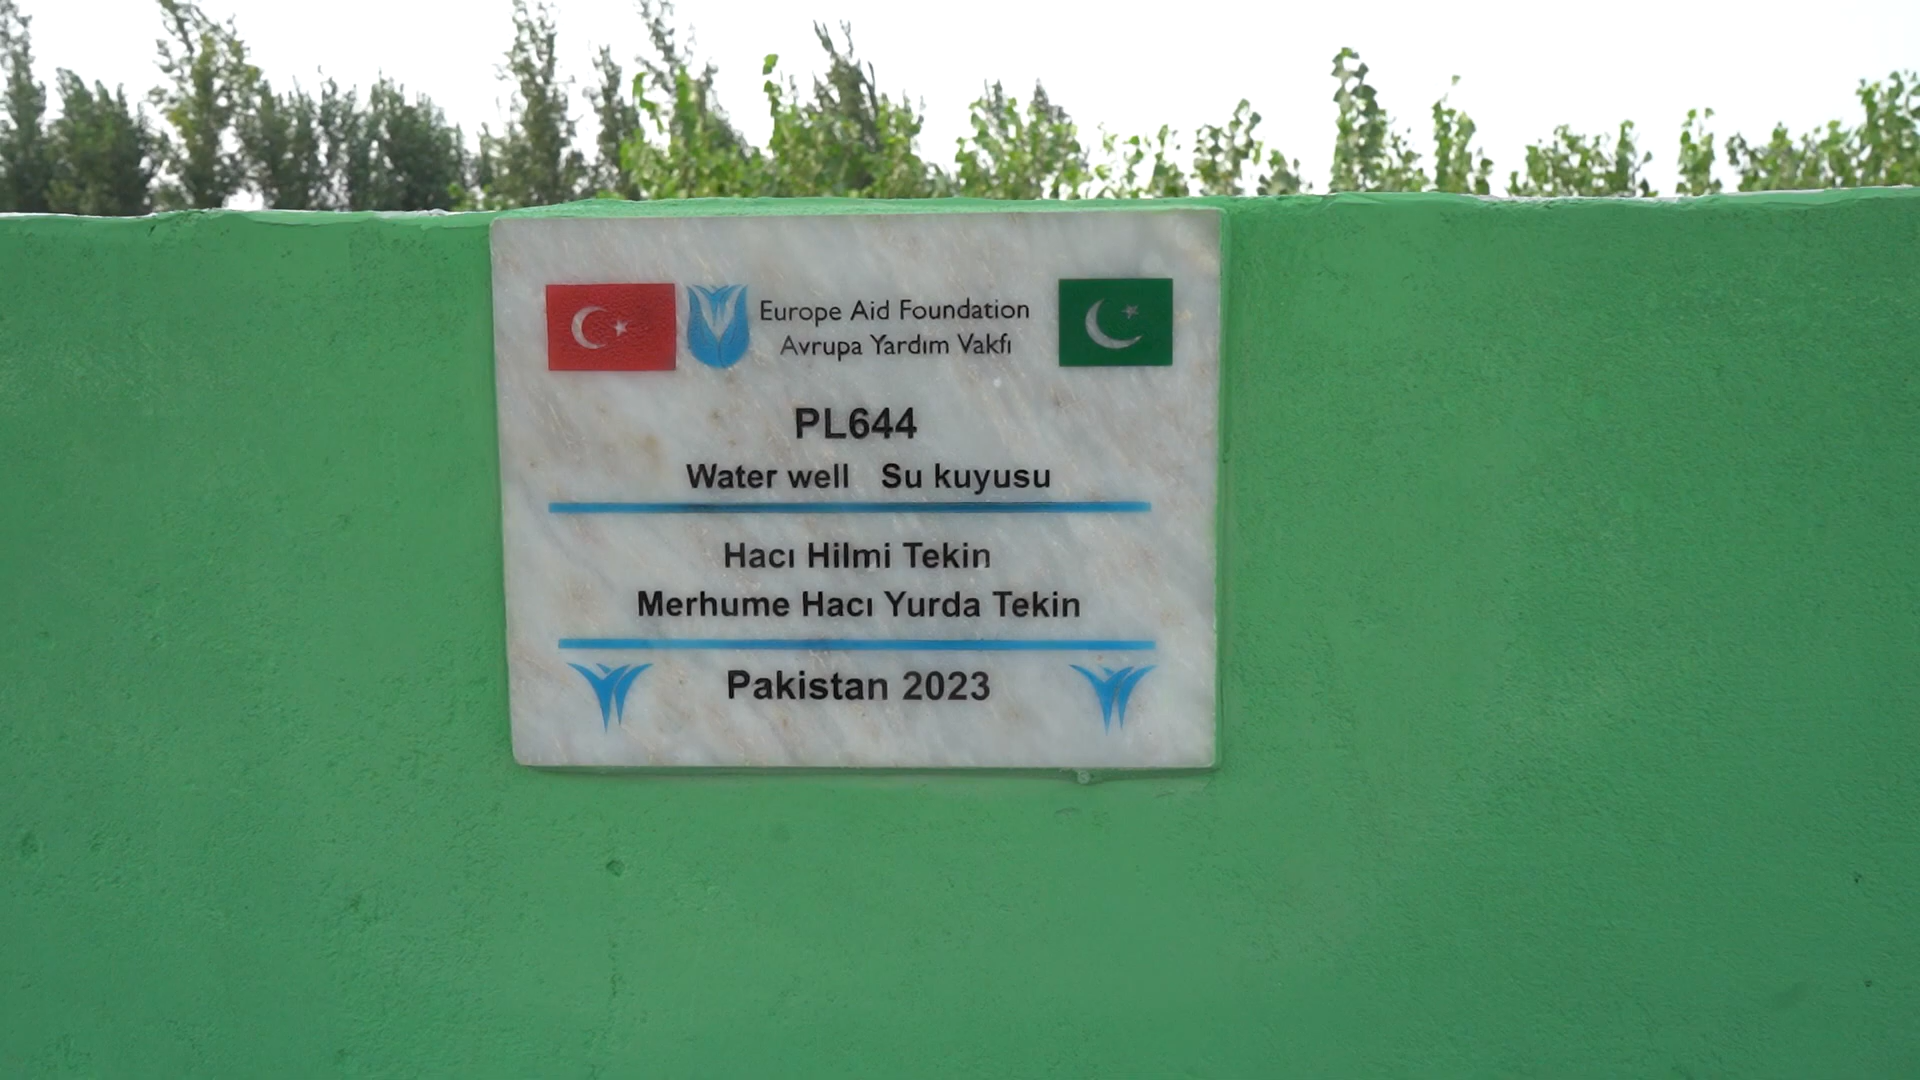 Europe Aid Foundation
Avrupa Yardım Vakfı
PL644
Water well Su kuyusu
Hacı Hilmi Tekin
Merhume Hacı Yurda Tekin
Pakistan 2023